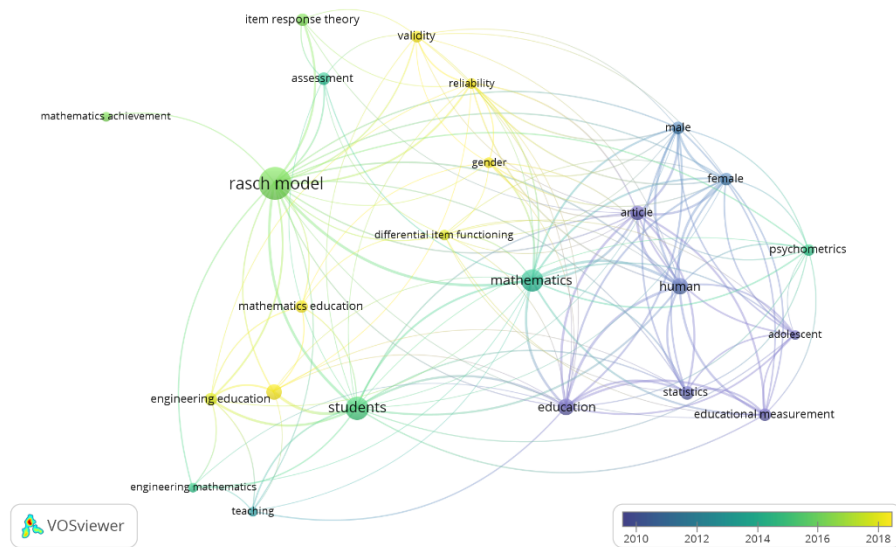 item response theory
validity
assessment
reliability
mathematics achievement
male
gender
rasch model
female
article
differential item functioning
psychometrics
mathematics
human
mathematics education
adolescent
statistics
engineering education
students
education
educational measurement
engineering mathematics
teaching
VOSviewer
2010 2012 2014 2016 2018